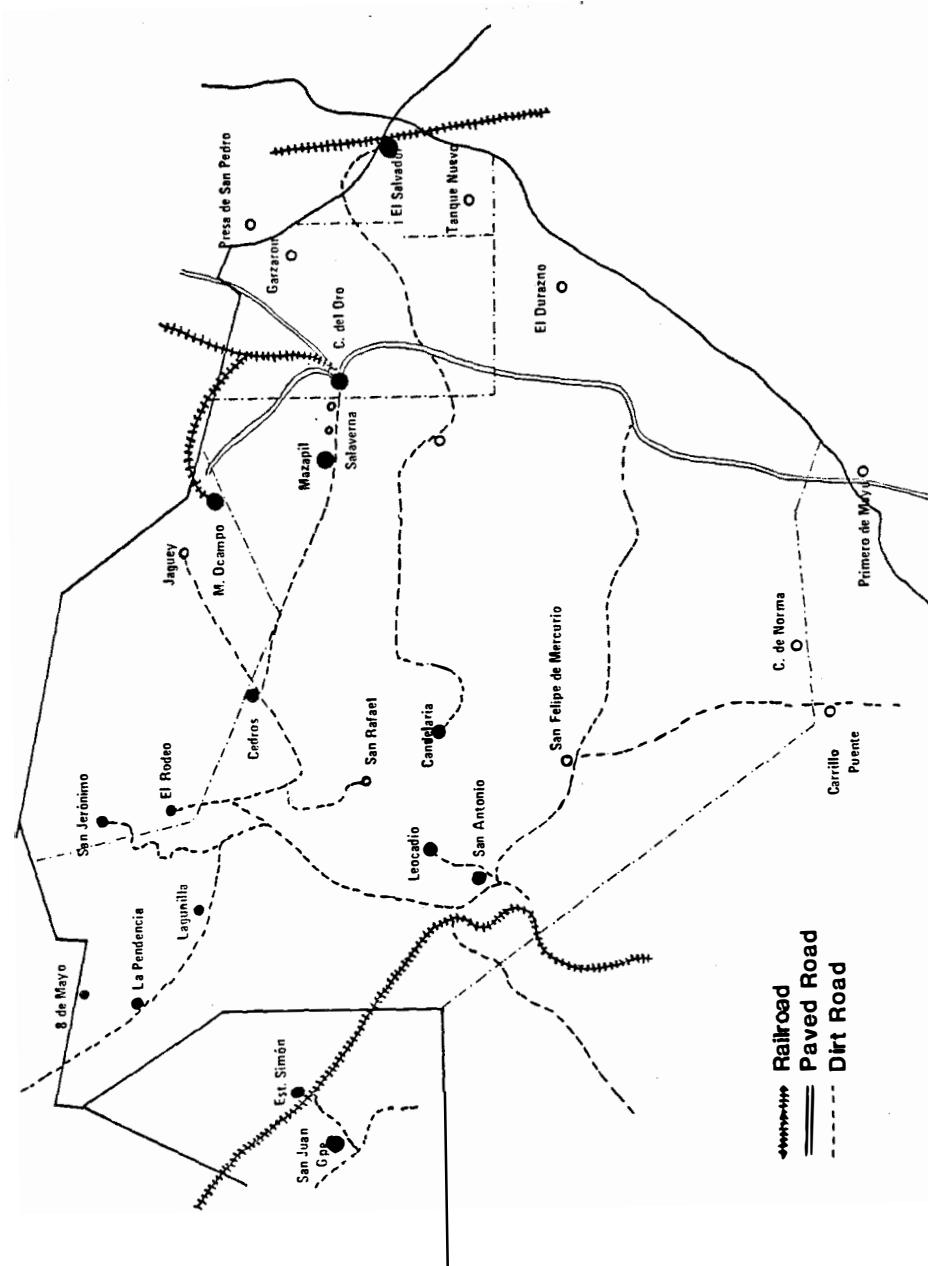 Presa de San Pedro
Garzaron
El Salvador
Tanque Nuevo
C. del Oro
El Durazno
Mazapil
Salaverna
Jaguey
M. Ocampo
Cedros
San Rafael
Candelaria
San Felipe de Mercurio
C. de Norma
Primero de Mayo
Carrillo
Puente
San Jerónimo
El Rodeo
Leocadio
San Antonio
Lagunilla
La Pendencia
8 de Mayo
Est. Simón
San Juan
Gpe
Railroad
Paved Road
Dirt Road